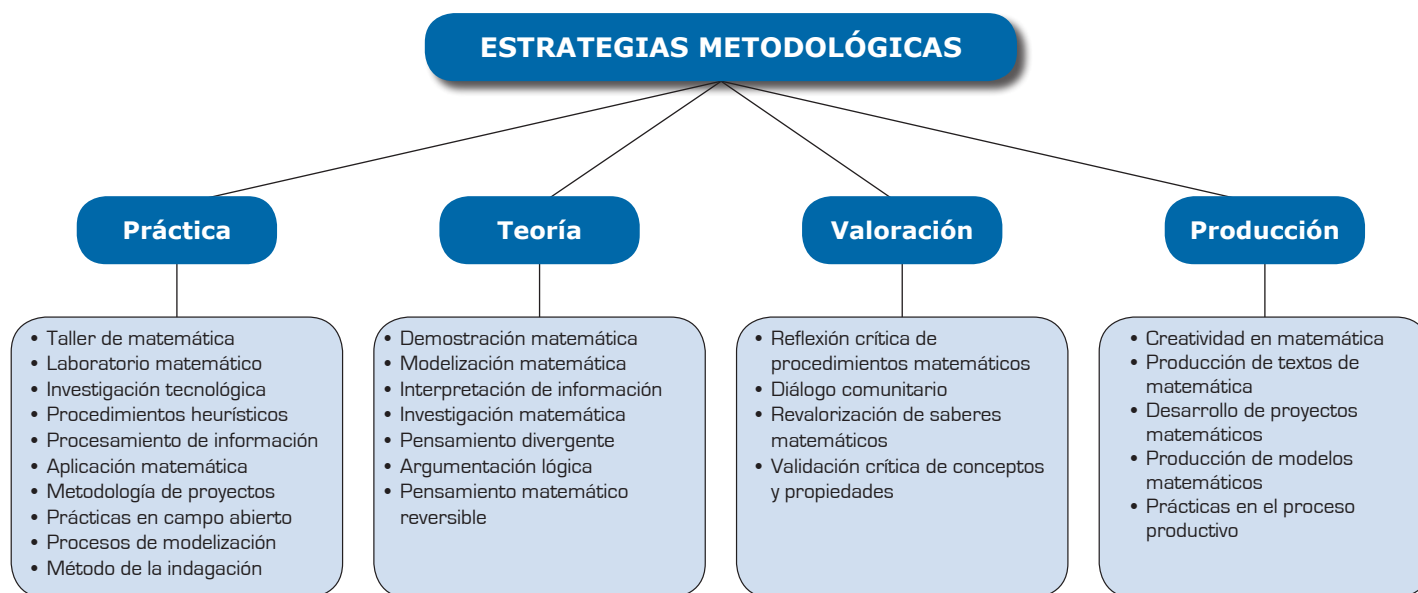 ESTRATEGIAS METODOLÓGICAS
Práctica
• Taller de matemática
• Laboratorio matemático
• Investigación tecnológica
• Procedimientos heurísticos
• Procesamiento de información
• Aplicación matemática
• Metodología de proyectos
• Prácticas en campo abierto
• Procesos de modelización
• Método de la indagación
Teoría
• Demostración matemática
• Modelización matemática
• Interpretación de información
• Investigación matemática
• Pensamiento divergente
• Argumentación lógica
• Pensamiento matemático
reversible
Valoración
• Reflexión crítica de
procedimientos matemáticos
• Diálogo comunitario
• Revalorización de saberes
matemáticos
• Validación crítica de conceptos
y propiedades
Producción
• Creatividad en matemática
• Producción de textos de
matemática
• Desarrollo de proyectos
matemáticos
• Producción de modelos
matemáticos
• Prácticas en el proceso
productivo